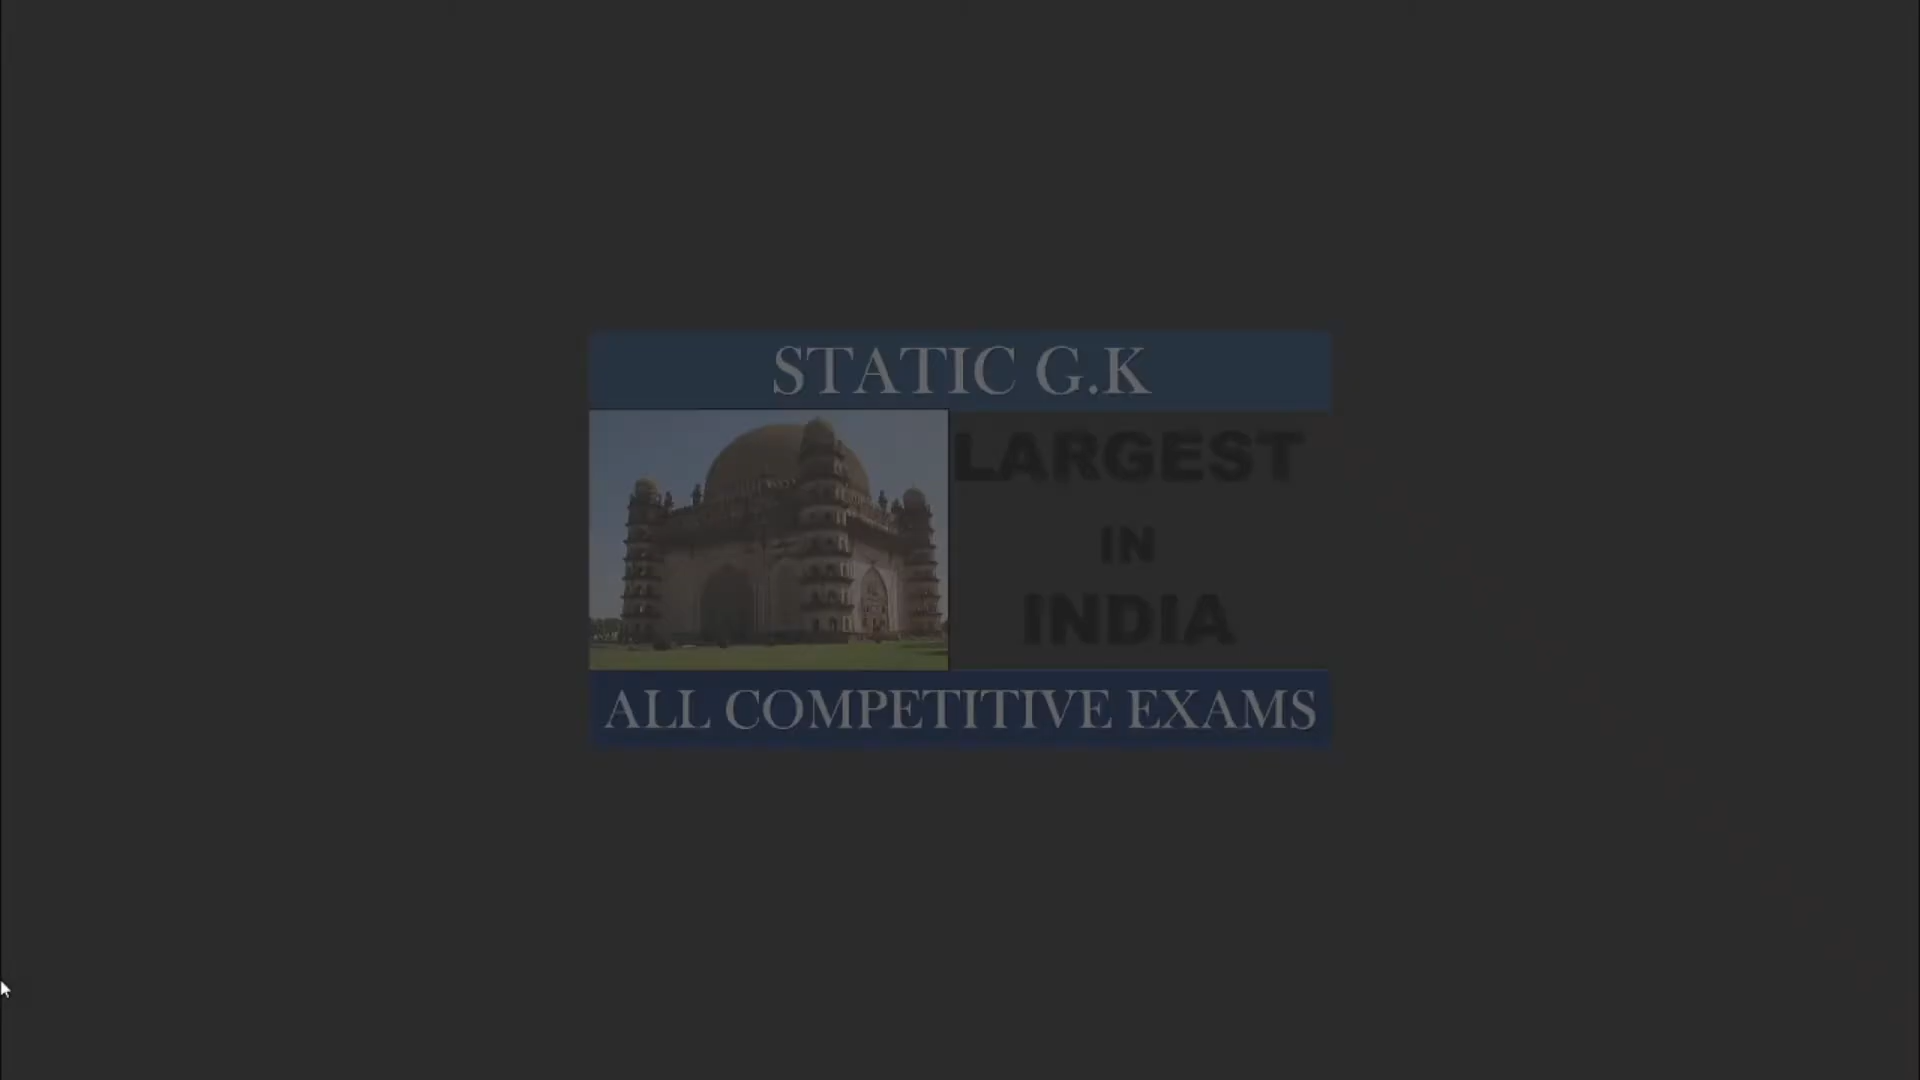 STATIC G.K
LARGEST
IN
INDIA
ALL COMPETITIVE EXAMS